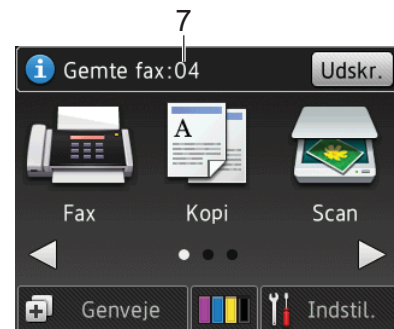 7
Gemte fax:04 Udskr.
A
Fax Kopi Scan
Genveje Indstil.